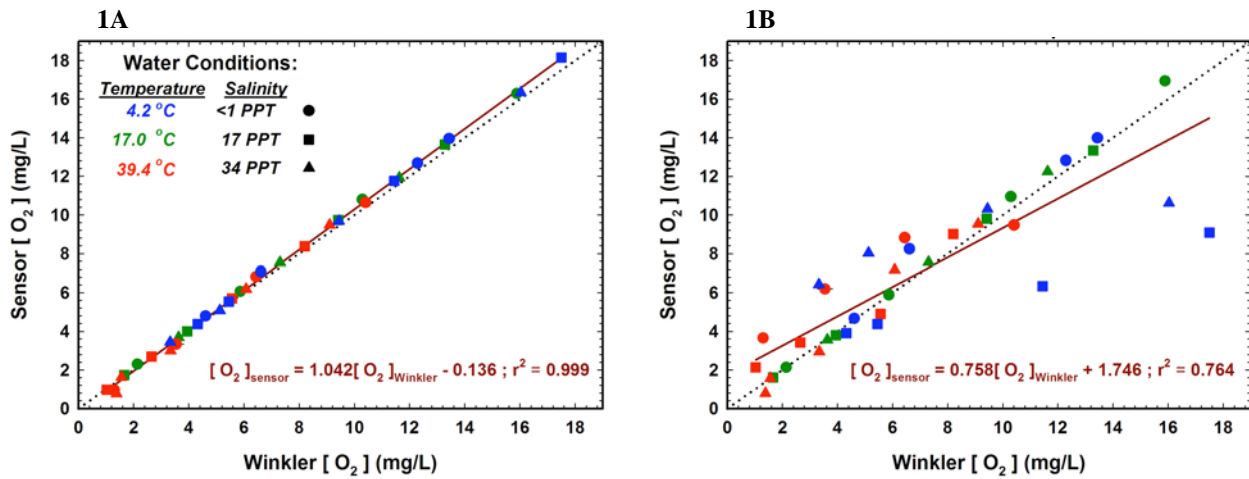 1A
18
16
14
12
10
8
6
4
2
0
Sensor [ O2 ] (mg/L)
Water Conditions:
Temperature Salinity
4.2 °C <1 PPT
17.0 °C 17 PPT
39.4 °C 34 PPT
[ O2 ]sensor = 1.042[ O2 ]Winkler - 0.136 ; r² = 0.999
0 2 4 6 8 10 12 14 16 18
Winkler [ O2 ] (mg/L)
1B
18
16
14
12
10
8
6
4
2
0
Sensor [ O2 ] (mg/L)
[ O2 ]sensor = 0.758[ O2 ]Winkler + 1.746 ; r² = 0.764
0 2 4 6 8 10 12 14 16 18
Winkler [ O2 ] (mg/L)